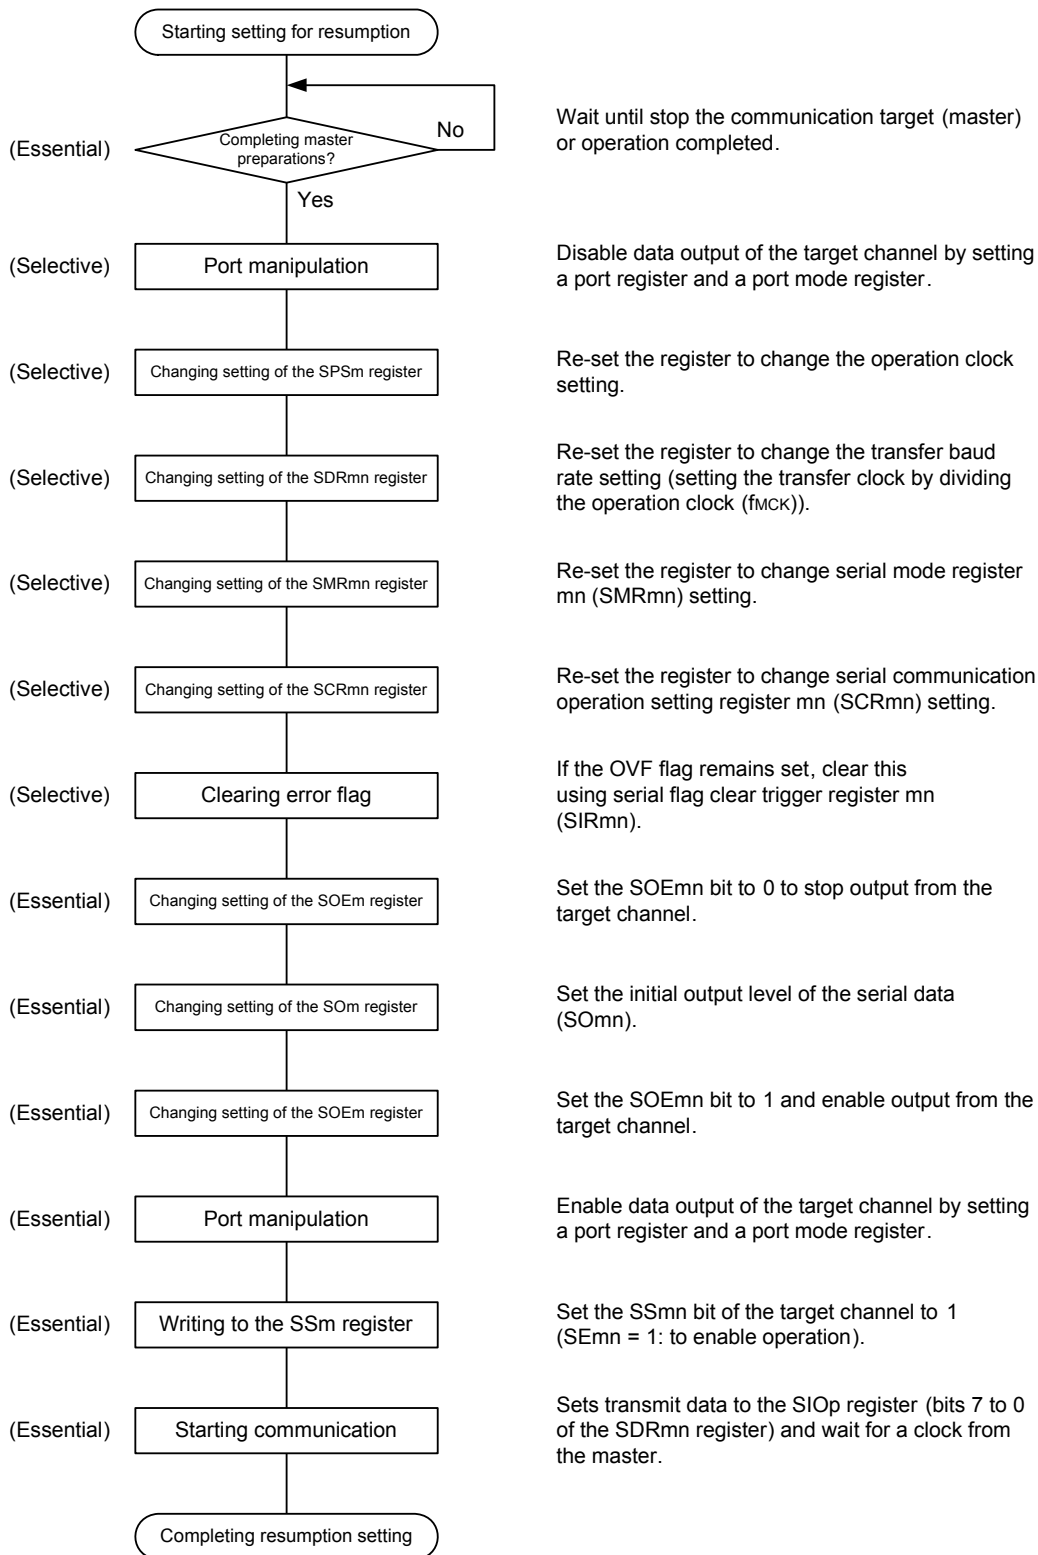 Starting setting for resumption
(Essential)
Completing master
preparations?
No
Yes
Wait until stop the communication target (master)
or operation completed.
(Selective)
Port manipulation
Disable data output of the target channel by setting
a port register and a port mode register.
(Selective)
Changing setting of the SPSm register
Re-set the register to change the operation clock
setting.
(Selective)
Changing setting of the SDRmn register
Re-set the register to change the transfer baud
rate setting (setting the transfer clock by dividing
the operation clock (fMCK)).
(Selective)
Changing setting of the SMRmn register
Re-set the register to change serial mode register
mn (SMRmn) setting.
(Selective)
Changing setting of the SCRmn register
Re-set the register to change serial communication
operation setting register mn (SCRmn) setting.
(Selective)
Clearing error flag
If the OVF flag remains set, clear this
using serial flag clear trigger register mn
(SIRmn).
(Essential)
Changing setting of the SOEm register
Set the SOEmn bit to 0 to stop output from the
target channel.
(Essential)
Changing setting of the SOm register
Set the initial output level of the serial data
(SOmn).
(Essential)
Changing setting of the SOEm register
Set the SOEmn bit to 1 and enable output from the
target channel.
(Essential)
Port manipulation
Enable data output of the target channel by setting
a port register and a port mode register.
(Essential)
Writing to the SSm register
Set the SSmn bit of the target channel to 1
(SEmn = 1: to enable operation).
(Essential)
Starting communication
Sets transmit data to the SIOp register (bits 7 to 0
of the SDRmn register) and wait for a clock from
the master.
Completing resumption setting